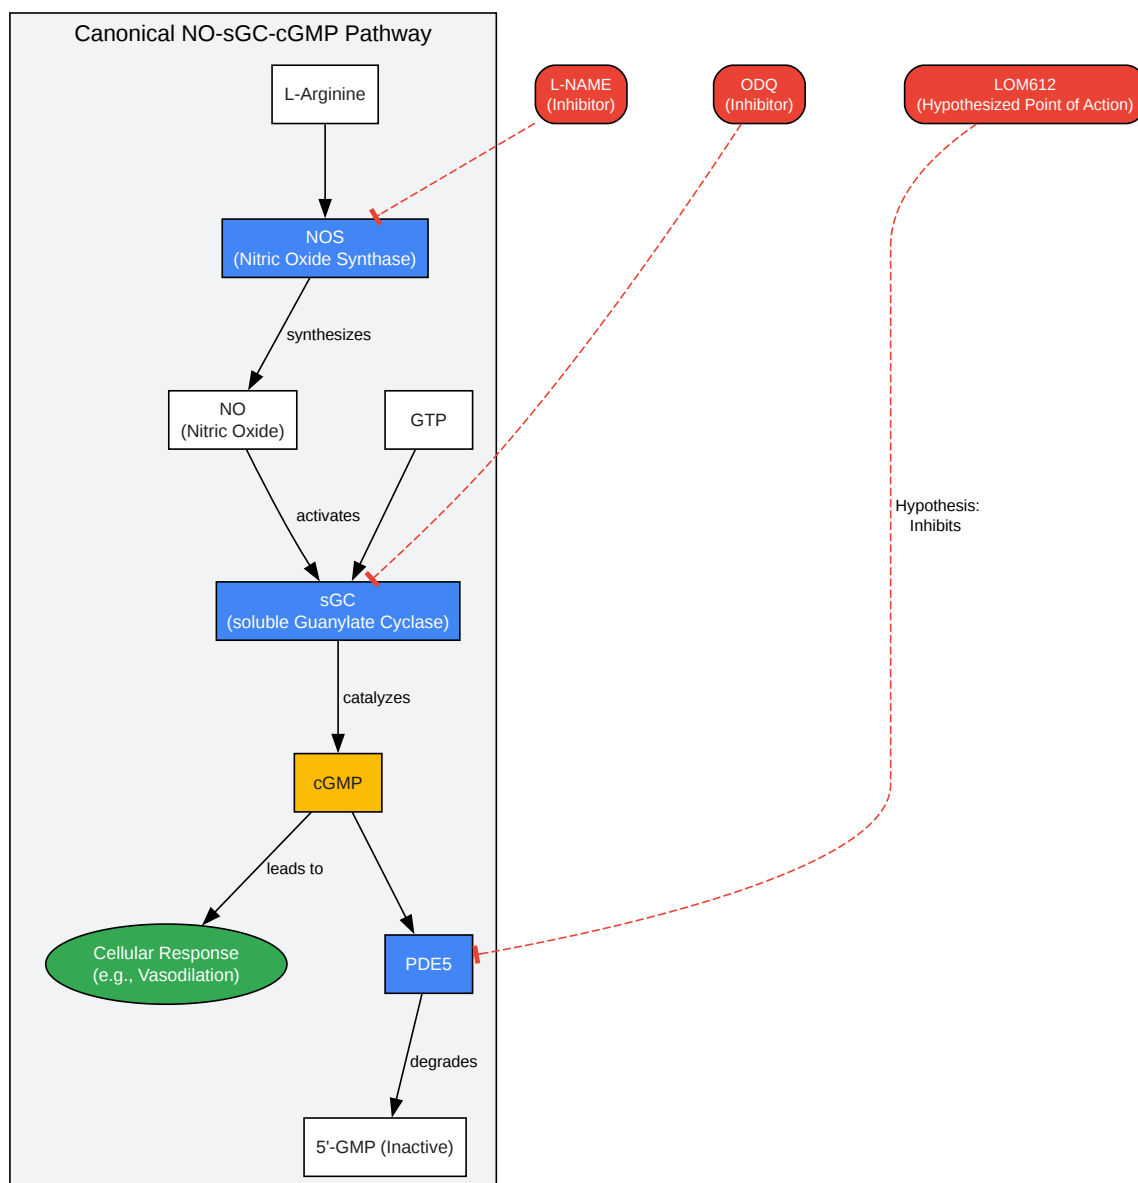 Canonical NO-sGC-cGMP Pathway
L-Arginine
L-NAME
(Inhibitor)
ODQ
(Inhibitor)
LOM612
(Hypothesized Point of Action)
NOS
(Nitric Oxide Synthase)
synthesizes
NO
(Nitric Oxide)
GTP
activates
Hypothesis:
Inhibits
sGC
(soluble Guanylate Cyclase)
catalyzes
cGMP
leads to
Cellular Response
(e.g., Vasodilation)
PDE5
degrades
5'-GMP (Inactive)